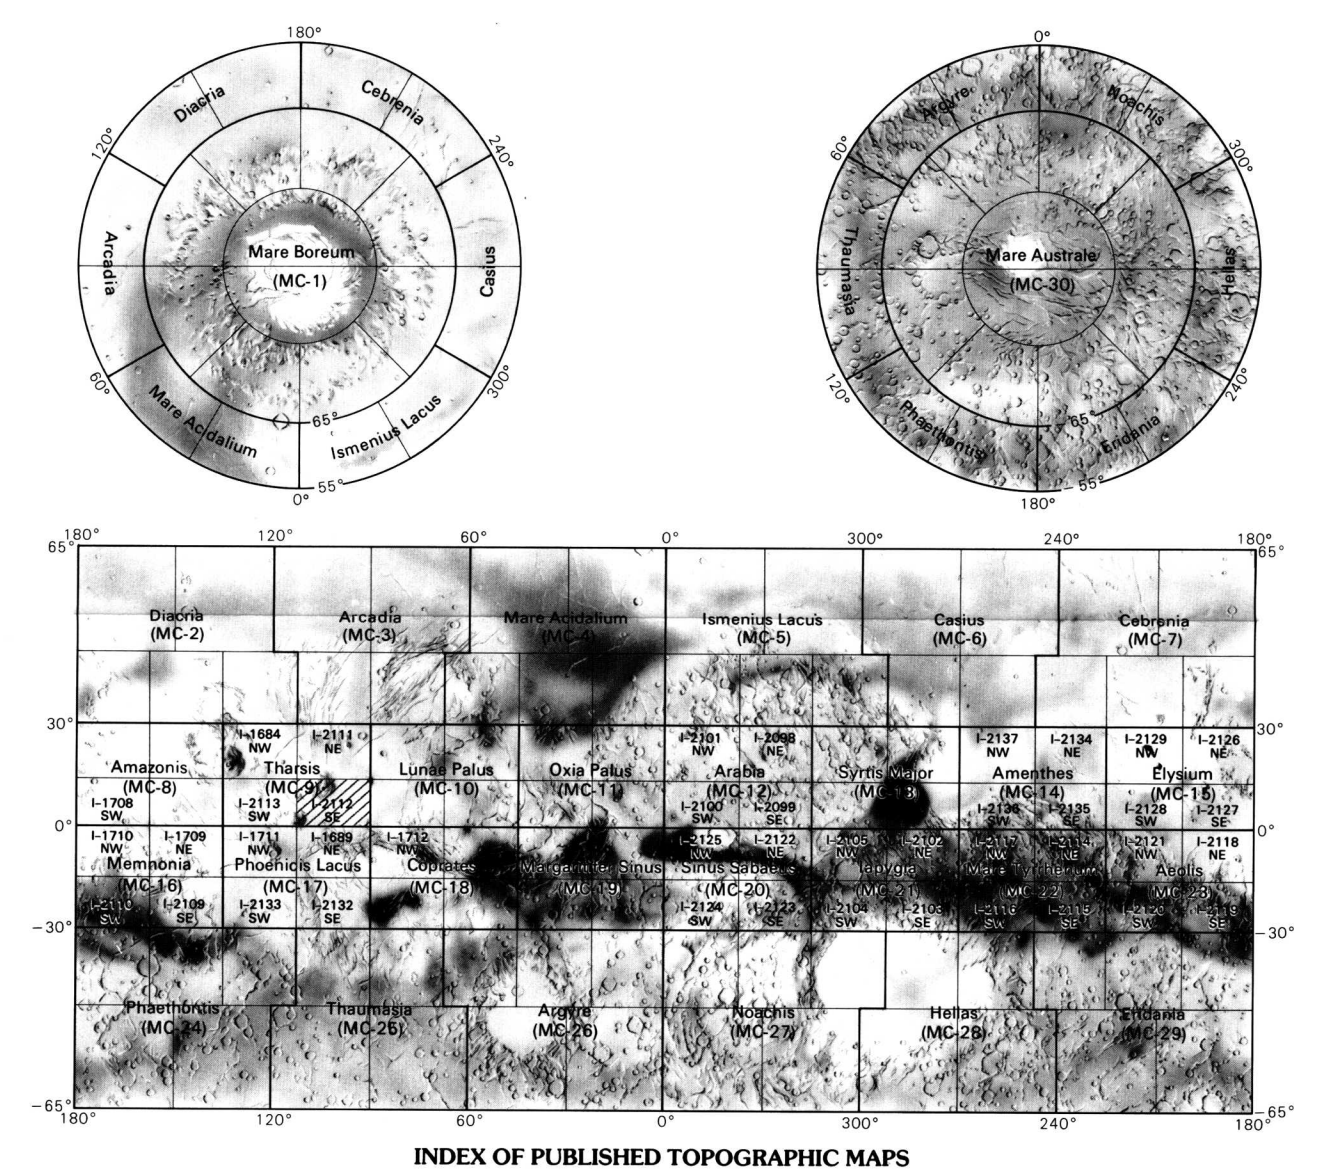 180°
Diacria
Cebrenia
120°
240°
Arcadia
Mare Boreum
(MC-1)
Casius
60°
Mare Acidalium
65°
Ismenius Lacus
300°
55°
0°
0°
Argyre
Noachis
60°
300°
Thaumasia
Mare Australe
(MC-30)
Hellas
120°
Phaethontis
65°
Eridania
240°
55°
180°
180° 120° 60° 0° 300° 240° 180°
65° 65°
Diacria Arcadia Mare Acidalium Ismenius Lacus Casius Cebrenia
(MC-2) (MC-3) (MC-4) (MC-5) (MC-6) (MC-7)
30° 30°
I-1684 I-2111 I-2101 I-2098 I-2137 I-2134 I-2129 I-2126
NW NE NW NE NW NE NW NE
Amazonis Tharsis Lunae Palus Oxia Palus Arabia Syrtis Major Amenthes Elysium
(MC-8) (MC-9) (MC-10) (MC-11) (MC-12) (MC-13) (MC-14) (MC-15)
I-1708 I-2113 I-2112 I-2100 I-2099 I-2136 I-2135 I-2128 I-2127
SW SW SE SW SE SW SE SW SE
0° 0°
I-1710 I-1709 I-1711 I-1689 I-1712 I-2125 I-2122 I-2105 I-2102 I-2117 I-2114 I-2121 I-2118
NW NE NW NE NW NW NE NW NE NW NE NW NE
Memnonia Phoenicis Lacus Coprates Margaritifer Sinus Sinus Sabaeus Iapygia Mare Tyrrhenum Aeolis
(MC-16) (MC-17) (MC-18) (MC-19) (MC-20) (MC-21) (MC-22) (MC-23)
I-2110 I-2109 I-2133 I-2132 I-2124 I-2123 I-2104 I-2103 I-2116 I-2115 I-2120 I-2119
SW SE SW SE SW SE SW SE SW SE SW SE
-30° -30°
Phaethontis Thaumasia Argyre Noachis Hellas Eridania
(MC-24) (MC-25) (MC-26) (MC-27) (MC-28) (MC-29)
-65° -65°
180° 120° 60° 0° 300° 240° 180°
INDEX OF PUBLISHED TOPOGRAPHIC MAPS